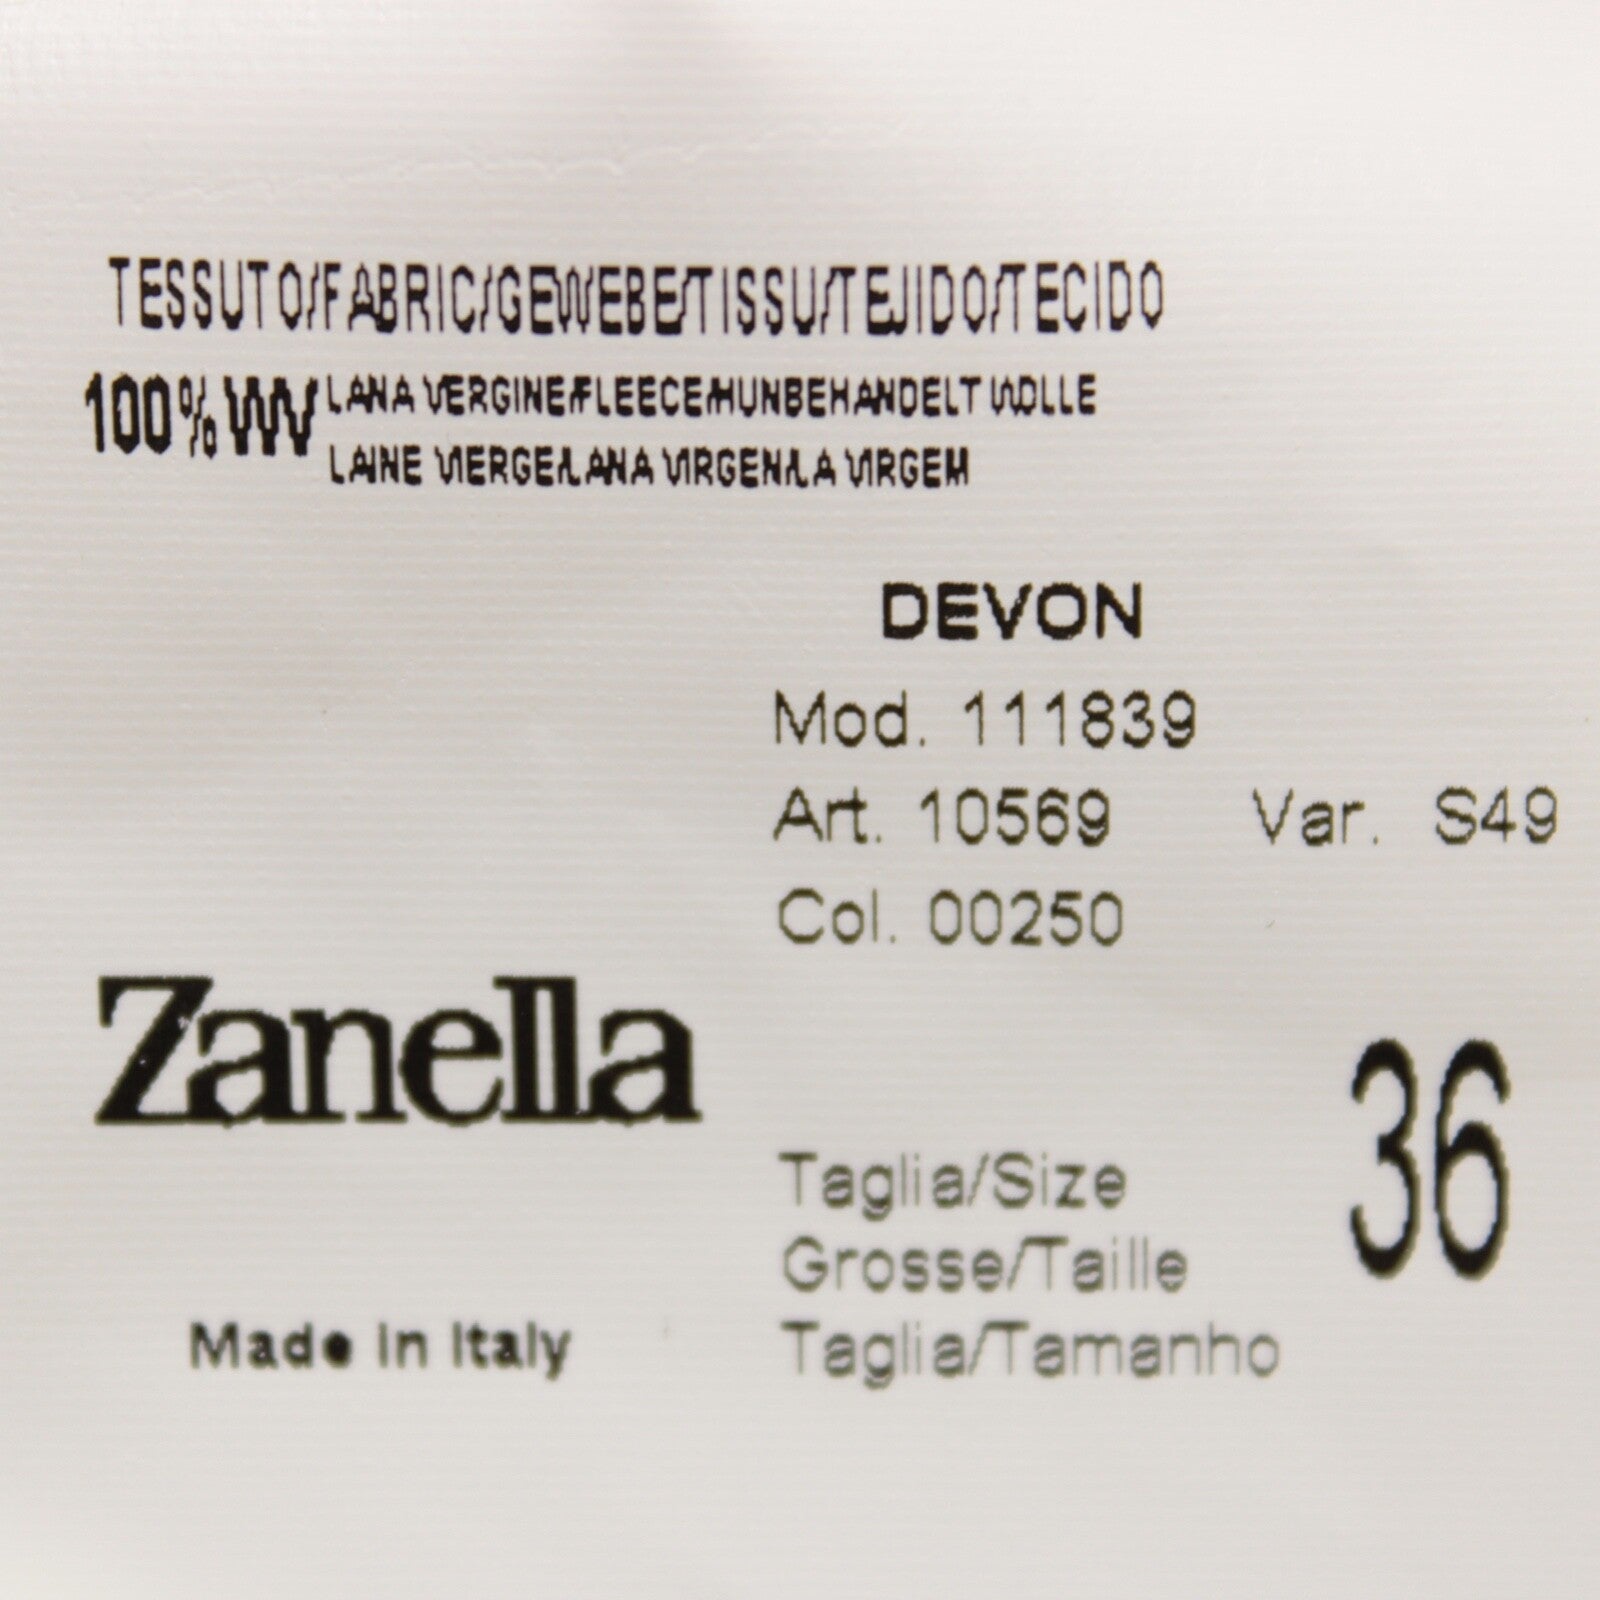 TESSUTO/FABRIC/GEWEBE/TISSU/TEJIDO/TECIDO
100% WV LANA VERGINE/FLEECE/HUNBEHANDELT WOLLE
LAINE VIERGE/LANA VIRGEN/LA VIRGEM
DEVON
Mod. 111839
Art. 10569 Var. S49
Col. 00250
Zanella
36
Taglia/Size
Grosse/Taille
Made In Italy
Taglia/Tamanho